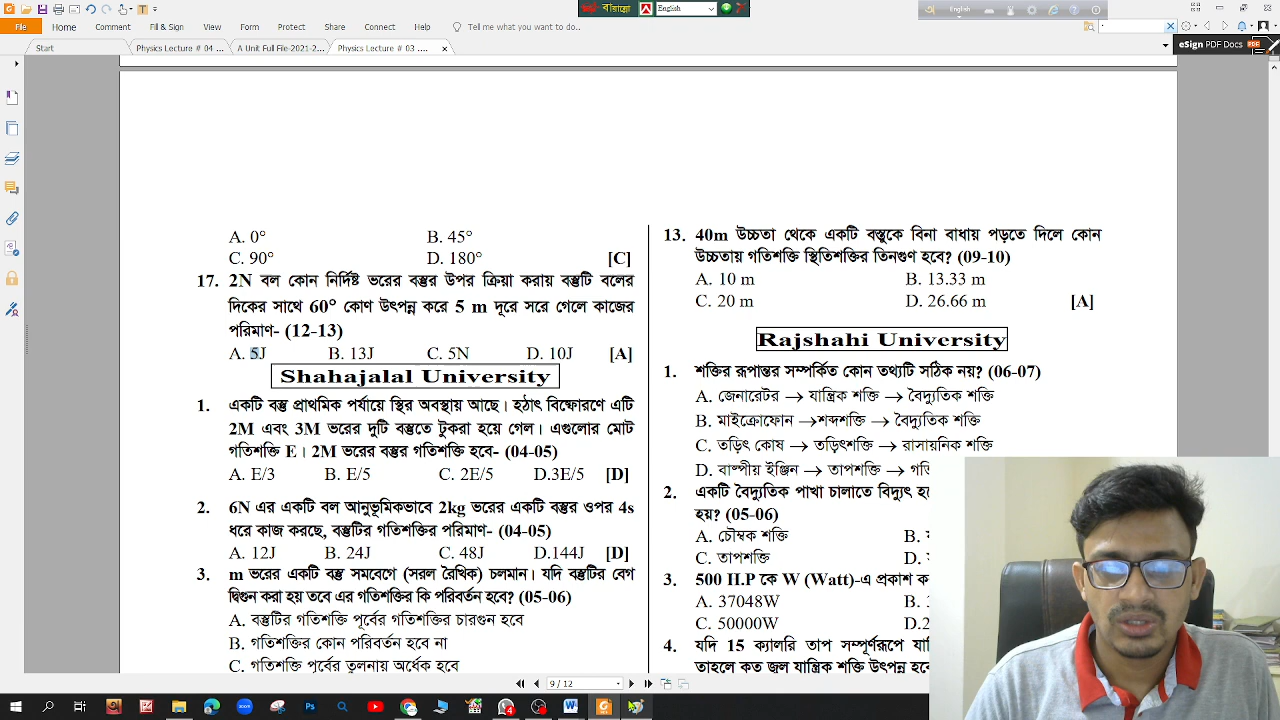 বাংলা
English
File
Home
Comment
Fill & Sign
View
Form
Protect
Share
Connect
Help
Tell me what you want to do..
Start
Physics Lecture # 04 ...
A Unit Full File-2021-2...
Physics Lecture # 03 ....
eSign PDF Docs
A. 0° B. 45°
C. 90° D. 180° [C]
17. 2N বল কোন নির্দিষ্ট ভরের বস্তুর উপর ক্রিয়া করায় বস্তুটি বলের
দিকের সাথে 60° কোণ উৎপন্ন করে 5 m দূরে সরে গেলে কাজের
পরিমাণ- (12-13)
A. 5J B. 13J C. 5N D. 10J [A]
Shahajalal University
1. একটি বস্তু প্রাথমিক পর্যায়ে স্থির অবস্থায় আছে। হঠাৎ বিষ্ফোরণে এটি
2M এবং 3M ভরের দুটি বস্তুতে টুকরা হয়ে গেল। এগুলোর মোট
গতিশক্তি E। 2M ভরের বস্তুর গতিশক্তি হবে- (04-05)
A. E/3 B. E/5 C. 2E/5 D.3E/5 [D]
2. 6N এর একটি বল আনুভূমিকভাবে 2kg ভরের একটি বস্তুর ওপর 4s
ধরে কাজ করছে, বস্তুটির গতিশক্তির পরিমাণ- (04-05)
A. 12J B. 24J C. 48J D.144J [D]
3. m ভরের একটি বস্তু সমবেগে (সরল রৈখিক) চলমান। যদি বস্তুটির বেগ
দ্বিগুন করা হয় তবে এর গতিশক্তির কি পরিবর্তন হবে? (05-06)
A. বস্তুটির গতিশক্তি পূর্বের গতিশক্তির চারগুন হবে
B. গতিশক্তির কোন পরিবর্তন হবে না
C. গতিশক্তি পূর্বের তুলনায় অর্ধেক হবে
13. 40m উচ্চতা থেকে একটি বস্তুকে বিনা বাধায় পড়তে দিলে কোন
উচ্চতায় গতিশক্তি স্থিতিশক্তির তিনগুণ হবে? (09-10)
A. 10 m B. 13.33 m
C. 20 m D. 26.66 m [A]
Rajshahi University
1. শক্তির রূপান্তর সম্পর্কিত কোন তথ্যটি সঠিক নয়? (06-07)
A. জেনারেটর → যান্ত্রিক শক্তি → বৈদ্যুতিক শক্তি
B. মাইক্রোফোন →শব্দশক্তি → বৈদ্যুতিক শক্তি
C. তড়িৎ কোষ → তড়িৎশক্তি → রাসায়নিক শক্তি
D. বাষ্পীয় ইঞ্জিন → তাপশক্তি →
2. একটি বৈদ্যুতিক পাখা চালাতে বিদ্যুৎ
হয়? (05-06)
A. চৌম্বক শক্তি B.
C. তাপশক্তি D.
3. 500 H.P কে W (Watt)-এ প্রকাশ
A. 37048W B.
C. 50000W
4. যদি 15 ক্যালরি তাপ সম্পূর্ণরূপে
তাহলে কত জুল যান্ত্রিক শক্তি উৎপন্ন
9 / 12